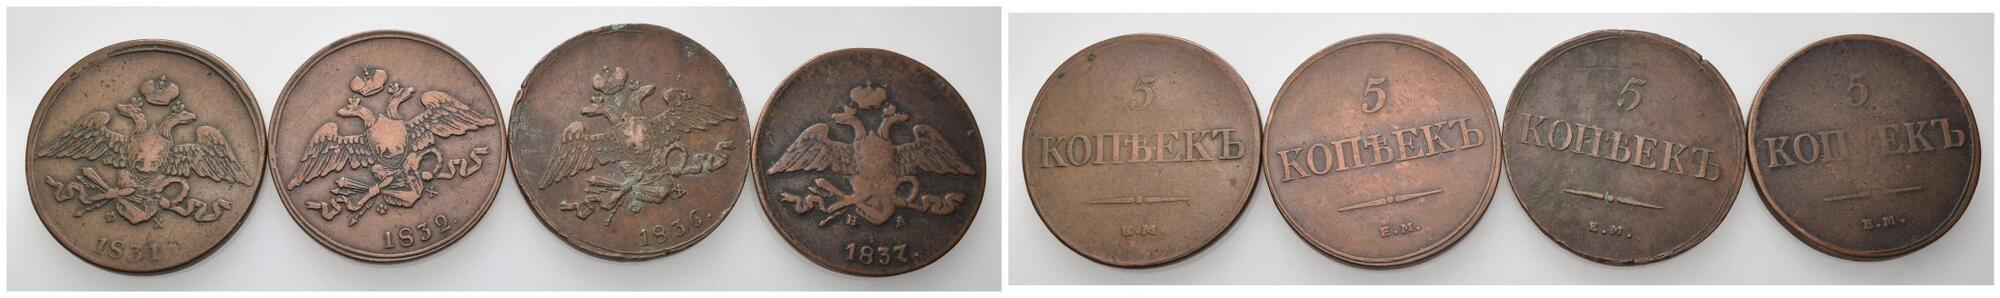 Ф Х
1831
Ф Х
1832.
Ф Х
1836.
Н А
1837.
5
КОПѢЕКЪ
Е.М.
5
КОПѢЕКЪ
Е.М.
5
КОПѢЕКЪ
Е.М.
5
КОПѢЕКЪ
Е.М.